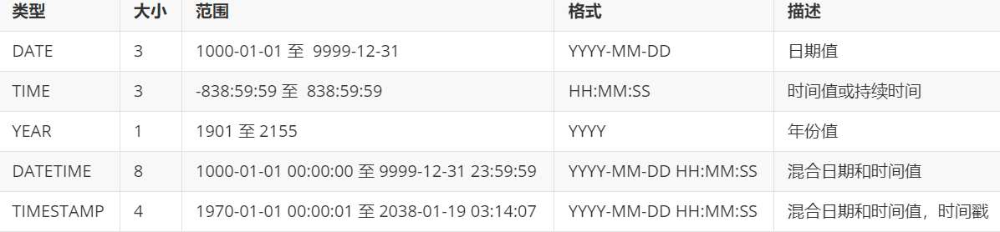 类型 大小 范围 格式 描述
DATE 3 1000-01-01 至 9999-12-31 YYYY-MM-DD 日期值
TIME 3 -838:59:59 至 838:59:59 HH:MM:SS 时间值或持续时间
YEAR 1 1901 至 2155 YYYY 年份值
DATETIME 8 1000-01-01 00:00:00 至 9999-12-31 23:59:59 YYYY-MM-DD HH:MM:SS 混合日期和时间值
TIMESTAMP 4 1970-01-01 00:00:01 至 2038-01-19 03:14:07 YYYY-MM-DD HH:MM:SS 混合日期和时间值，时间戳